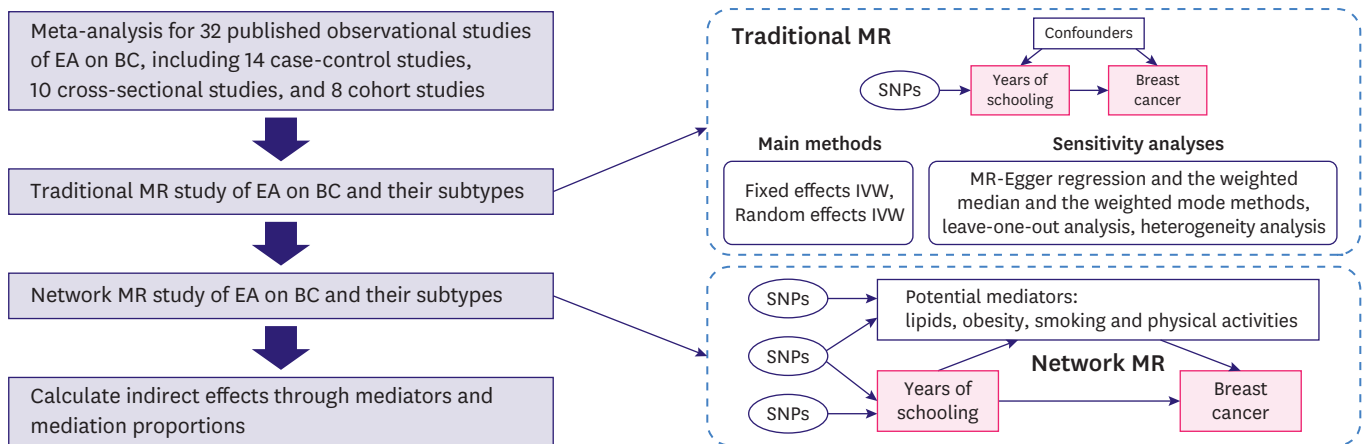 Meta-analysis for 32 published observational studies
of EA on BC, including 14 case-control studies,
10 cross-sectional studies, and 8 cohort studies
Traditional MR study of EA on BC and their subtypes
Network MR study of EA on BC and their subtypes
Calculate indirect effects through mediators and
mediation proportions
Traditional MR
Confounders
SNPs
Years of
schooling
Breast
cancer
Main methods
Fixed effects IVW,
Random effects IVW
Sensitivity analyses
MR-Egger regression and the weighted
median and the weighted mode methods,
leave-one-out analysis, heterogeneity analysis
SNPs
Potential mediators:
lipids, obesity, smoking and physical activities
SNPs
Network MR
SNPs
Years of
schooling
Breast
cancer